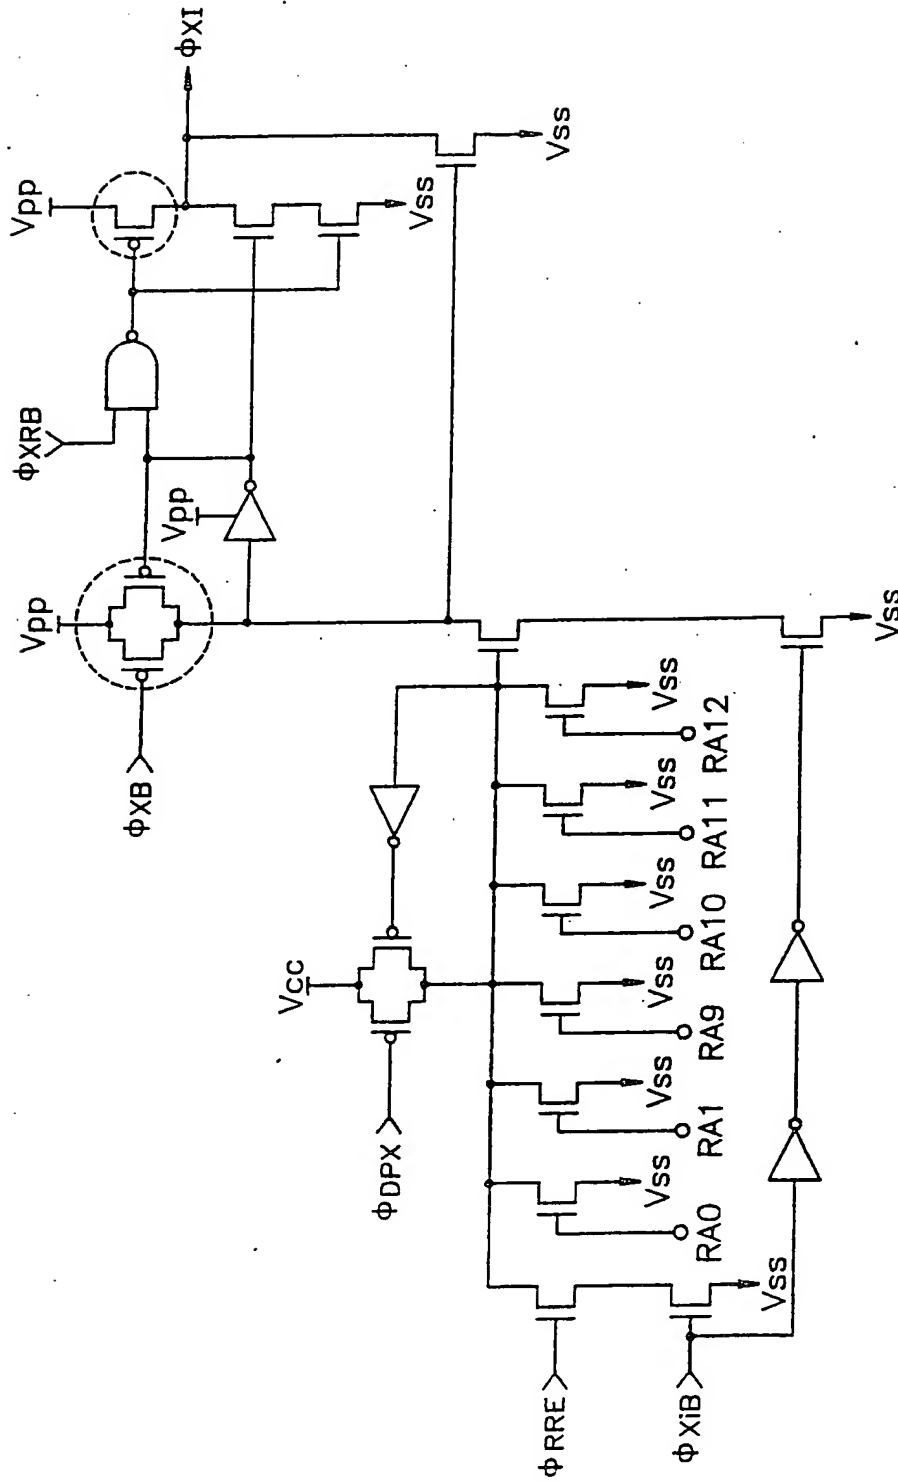 ΦXI
Vpp
Vss
Vss
ΦXRB
Vpp
Vpp
ΦXB
Vss
Vcc
ΦDPX
Vss
RA12
Vss
RA11
Vss
RA10
Vss
RA9
Vss
RA1
Vss
RA0
Vss
ΦRRE
ΦXiB